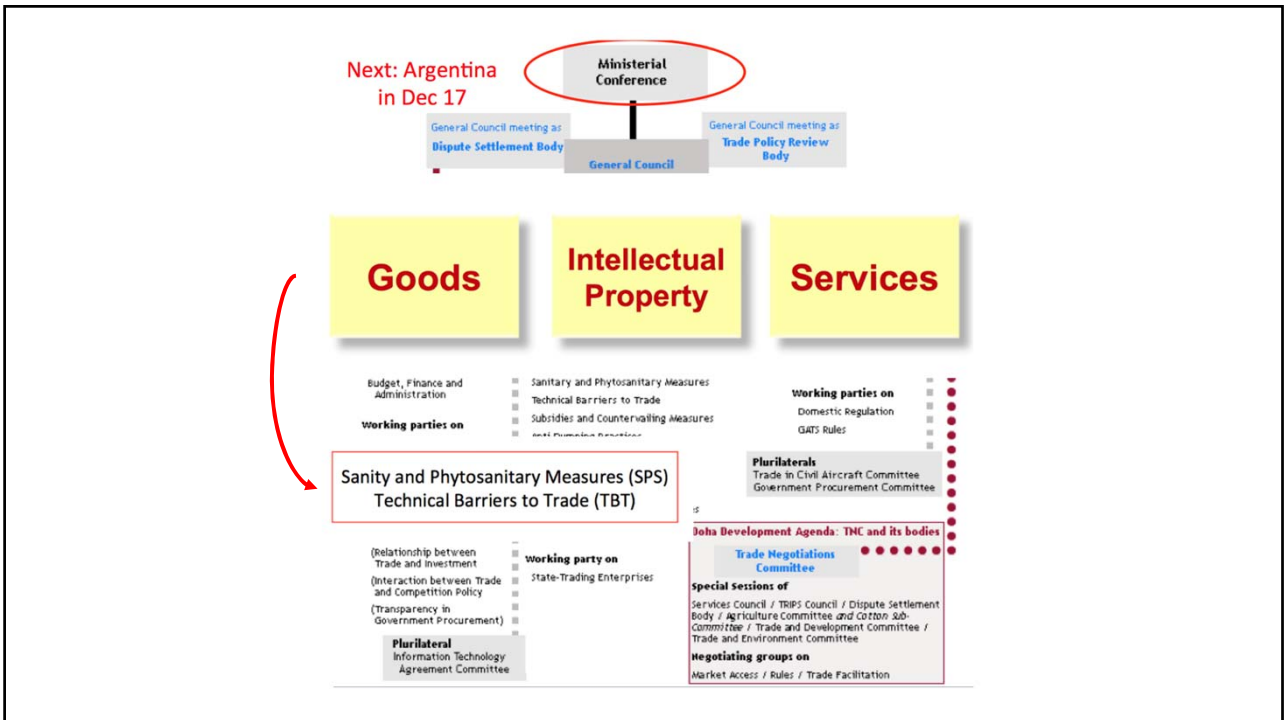 Next: Argentina
in Dec 17
Ministerial
Conference
General Council meeting as
Dispute Settlement Body
General Council
General Council meeting as
Trade Policy Review
Body
Goods
Intellectual
Property
Services
Budget, Finance and
Administration
Working parties on
Sanitary and Phytosanitary Measures
Technical Barriers to Trade
Subsidies and Countervailing Measures
Working parties on
Domestic Regulation
GATS Rules
Plurilaterals
Trade in Civil Aircraft Committee
Government Procurement Committee
Sanity and Phytosanitary Measures (SPS)
Technical Barriers to Trade (TBT)
(Relationship between
Trade and Investment
(Interaction between Trade
and Competition Policy
(Transparency in
Government Procurement)
Plurilateral
Information Technology
Agreement Committee
Working party on
State-Trading Enterprises
Doha Development Agenda: TNC and its bodies
Trade Negotiations
Committee
Special Sessions of
Services Council / TRIPS Council / Dispute Settlement
Body / Agriculture Committee and Cotton Sub-
Committee / Trade and Development Committee /
Trade and Environment Committee
Negotiating groups on
Market Access / Rules / Trade Facilitation